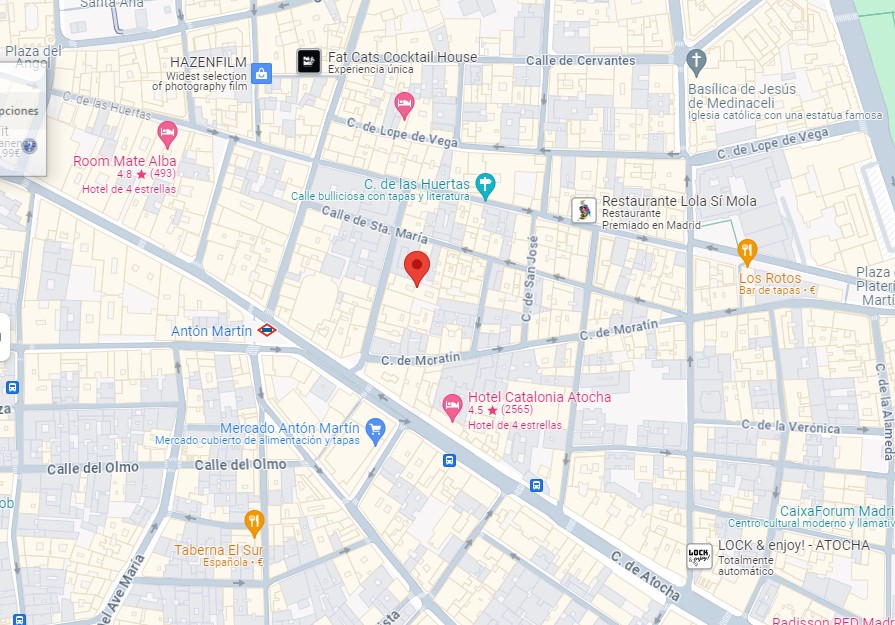 Santa Ana
Plaza del
Angel
HAZENFILM
Widest selection
of photography film
Fat Cats Cocktail House
Experiencia única
Calle de Cervantes
Basílica de Jesús
de Medinaceli
Iglesia católica con una estatua famosa
pciones
C. de las Huertas
C. de Lope de Vega
C. de Lope de Vega
Room Mate Alba
4.8 ★ (493)
Hotel de 4 estrellas
C. de las Huertas
Calle bulliciosa con tapas y literatura
Restaurante Lola Sí Mola
Restaurante
Premiado en Madrid
Calle de Sta. María
C. de San José
Los Rotos
Bar de tapas • €
Plaza
Plater
Martí
Antón Martín
C. de Moratín
C. de Moratín
Hotel Catalonia Atocha
4.5 ★ (2565)
Hotel de 4 estrellas
Mercado Antón Martín
Mercado cubierto de alimentación y tapas
za
C. de la Verónica
C. de la Alameda
Calle del Olmo
Calle del Olmo
ob
CaixaForum Madri
Centro cultural moderno y llamativ
Taberna El Sur
Española • €
LOCK & enjoy!
LOCK & enjoy! - ATOCHA
Totalmente
automático
C. de Atocha
Del Ave María
ista
Radisson RED Madr